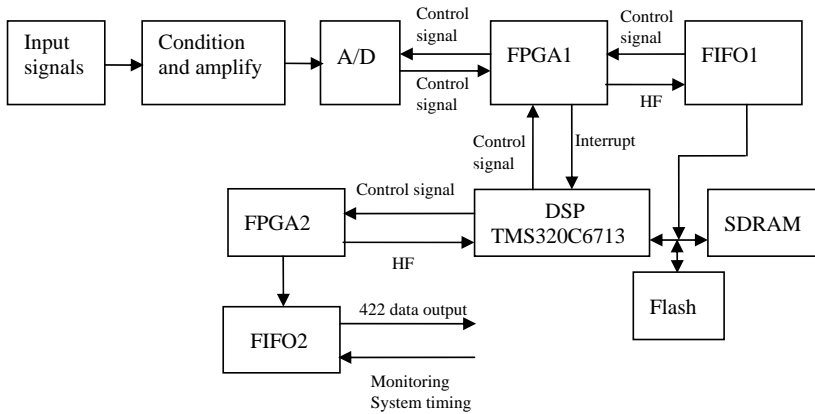 Input
signals
Condition
and amplify
A/D
Control
signal
Control
signal
FPGA1
Control
signal
HF
FIFO1
Control
signal
Interrupt
FPGA2
Control signal
HF
DSP
TMS320C6713
SDRAM
Flash
FIFO2
422 data output
Monitoring
System timing